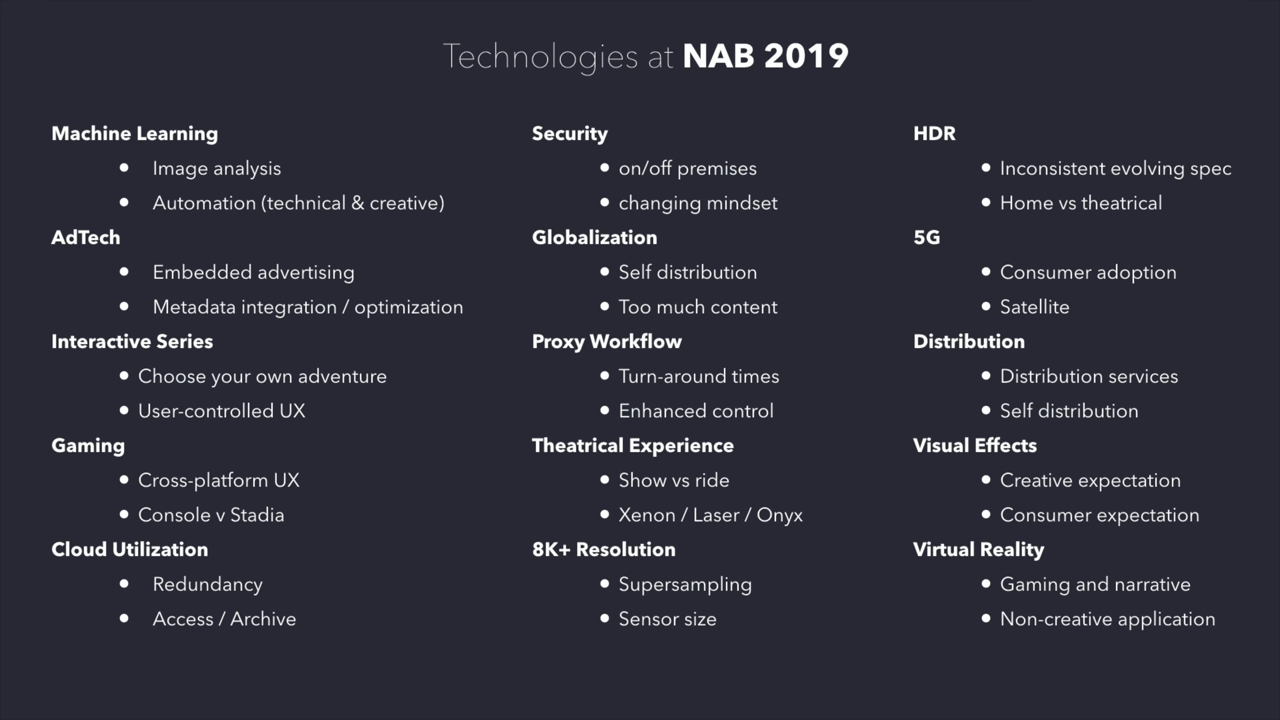 Technologies at NAB 2019
Machine Learning
• Image analysis
• Automation (technical & creative)
AdTech
• Embedded advertising
• Metadata integration / optimization
Interactive Series
• Choose your own adventure
• User-controlled UX
Gaming
• Cross-platform UX
• Console v Stadia
Cloud Utilization
• Redundancy
• Access / Archive
Security
• on/off premises
• changing mindset
Globalization
• Self distribution
• Too much content
Proxy Workflow
• Turn-around times
• Enhanced control
Theatrical Experience
• Show vs ride
• Xenon / Laser / Onyx
8K+ Resolution
• Supersampling
• Sensor size
HDR
• Inconsistent evolving spec
• Home vs theatrical
5G
• Consumer adoption
• Satellite
Distribution
• Distribution services
• Self distribution
Visual Effects
• Creative expectation
• Consumer expectation
Virtual Reality
• Gaming and narrative
• Non-creative application